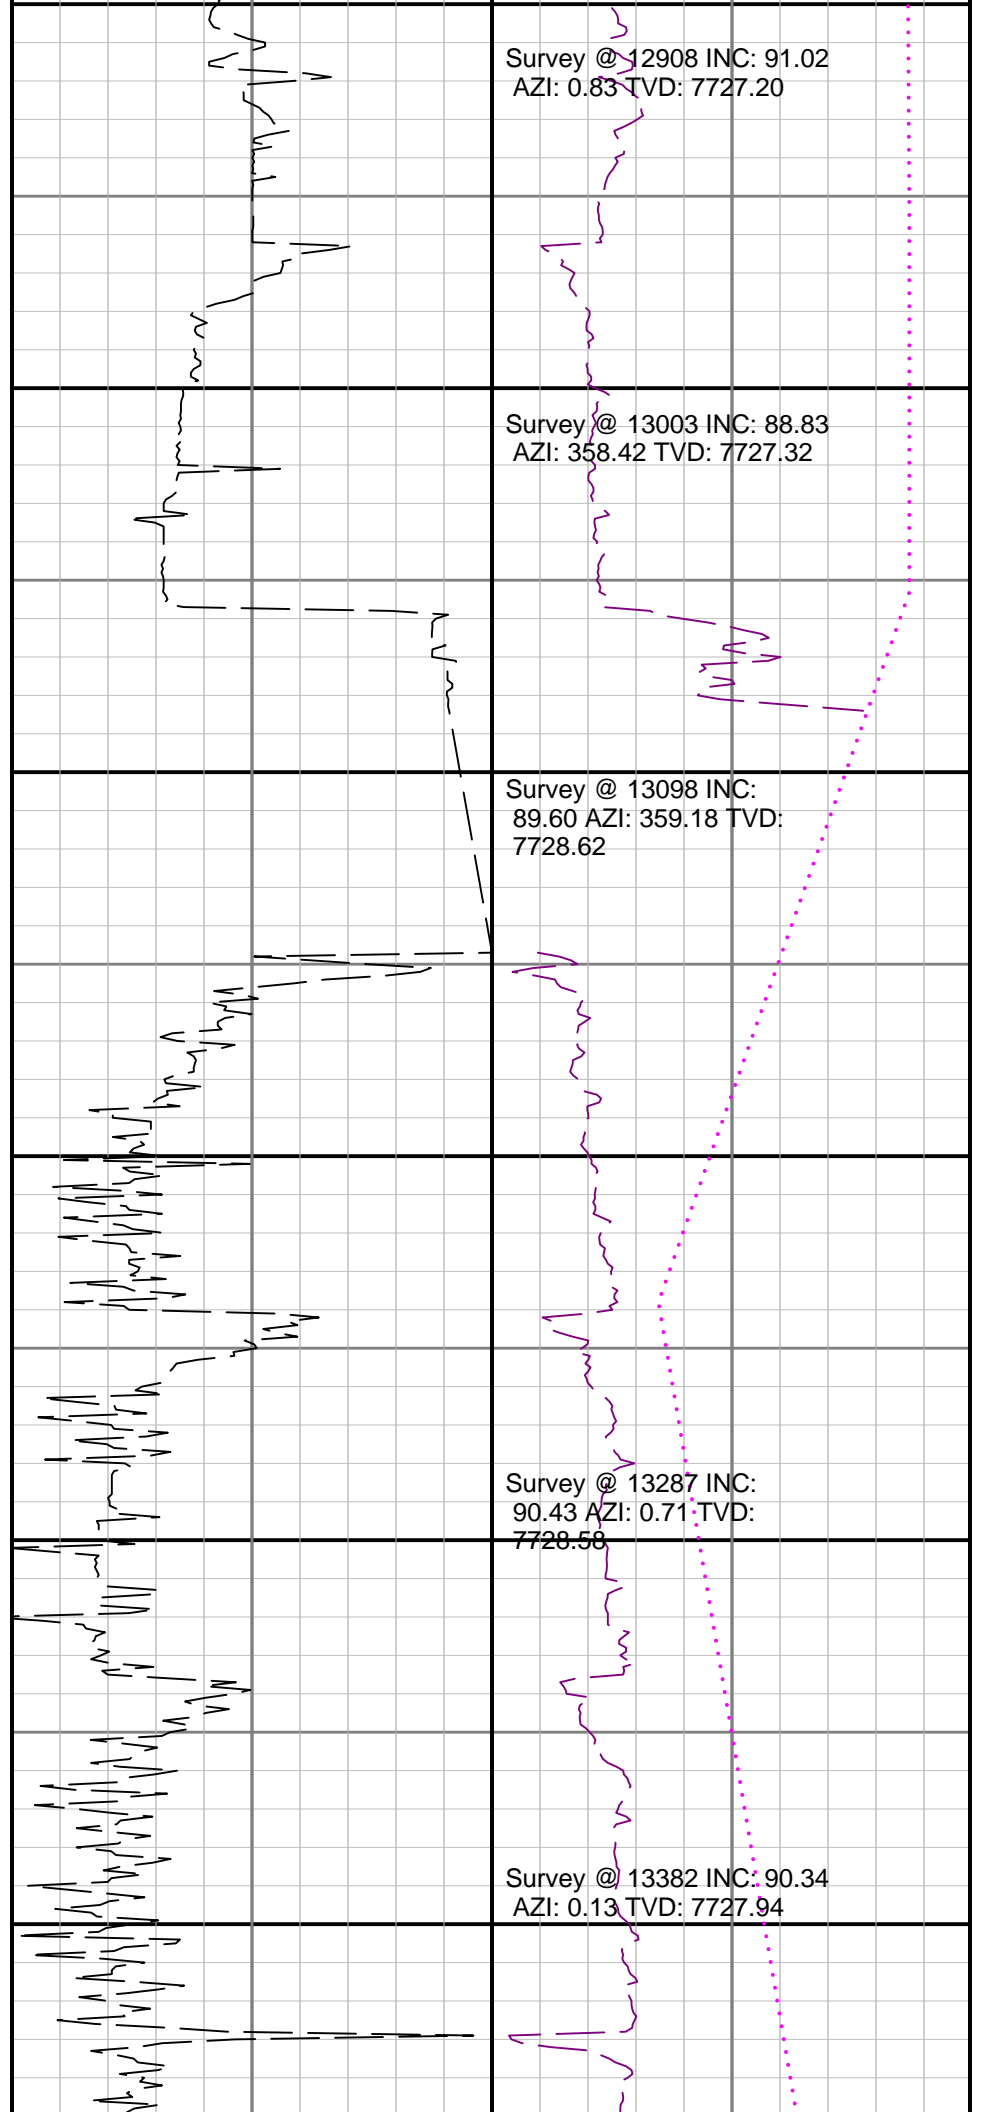 Survey @ 12908 INC: 91.02
AZI: 0.83 TVD: 7727.20
Survey @ 13003 INC: 88.83
AZI: 358.42 TVD: 7727.32
Survey @ 13098 INC:
89.60 AZI: 359.18 TVD:
7728.62
Survey @ 13287 INC:
90.43 AZI: 0.71 TVD:
7728.58
Survey @ 13382 INC: 90.34
AZI: 0.13 TVD: 7727.94